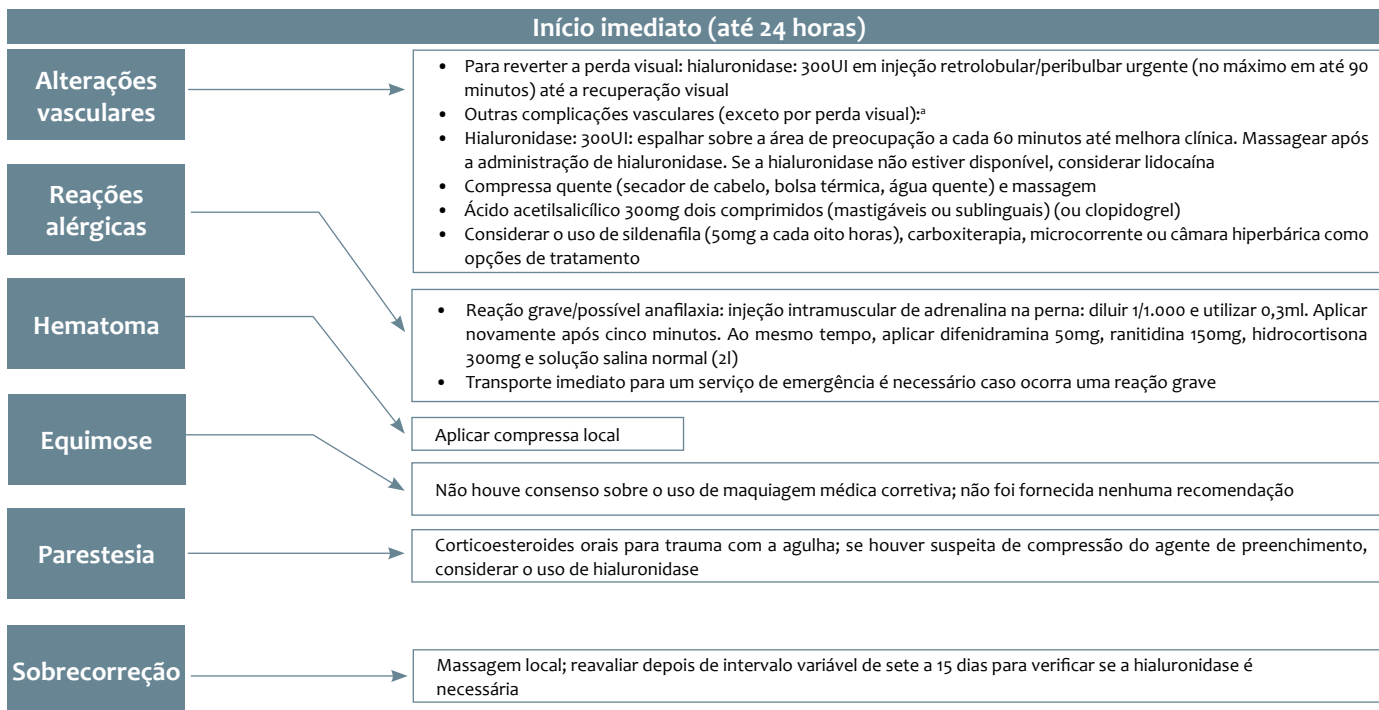 Início imediato (até 24 horas)
Alterações
vasculares
• Para reverter a perda visual: hialuronidase: 300UI em injeção retrolobular/peribulbar urgente (no máximo em até 90
minutos) até a recuperação visual
• Outras complicações vasculares (exceto por perda visual):ª
• Hialuronidase: 300UI: espalhar sobre a área de preocupação a cada 60 minutos até melhora clínica. Massagear após
a administração de hialuronidase. Se a hialuronidase não estiver disponível, considerar lidocaína
• Compressa quente (secador de cabelo, bolsa térmica, água quente) e massagem
• Ácido acetilsalicílico 300mg dois comprimidos (mastigáveis ou sublinguais) (ou clopidogrel)
• Considerar o uso de sildenafila (50mg a cada oito horas), carboxiterapia, microcorrente ou câmara hiperbárica como
opções de tratamento
Reações
alérgicas
• Reação grave/possível anafilaxia: injeção intramuscular de adrenalina na perna: diluir 1/1.000 e utilizar 0,3ml. Aplicar
novamente após cinco minutos. Ao mesmo tempo, aplicar difenidramina 50mg, ranitidina 150mg, hidrocortisona
300mg e solução salina normal (2l)
• Transporte imediato para um serviço de emergência é necessário caso ocorra uma reação grave
Hematoma
Aplicar compressa local
Equimose
Não houve consenso sobre o uso de maquiagem médica corretiva; não foi fornecida nenhuma recomendação
Parestesia
Corticoesteroides orais para trauma com a agulha; se houver suspeita de compressão do agente de preenchimento,
considerar o uso de hialuronidase
Sobrecorreção
Massagem local; reavaliar depois de intervalo variável de sete a 15 dias para verificar se a hialuronidase é
necessária